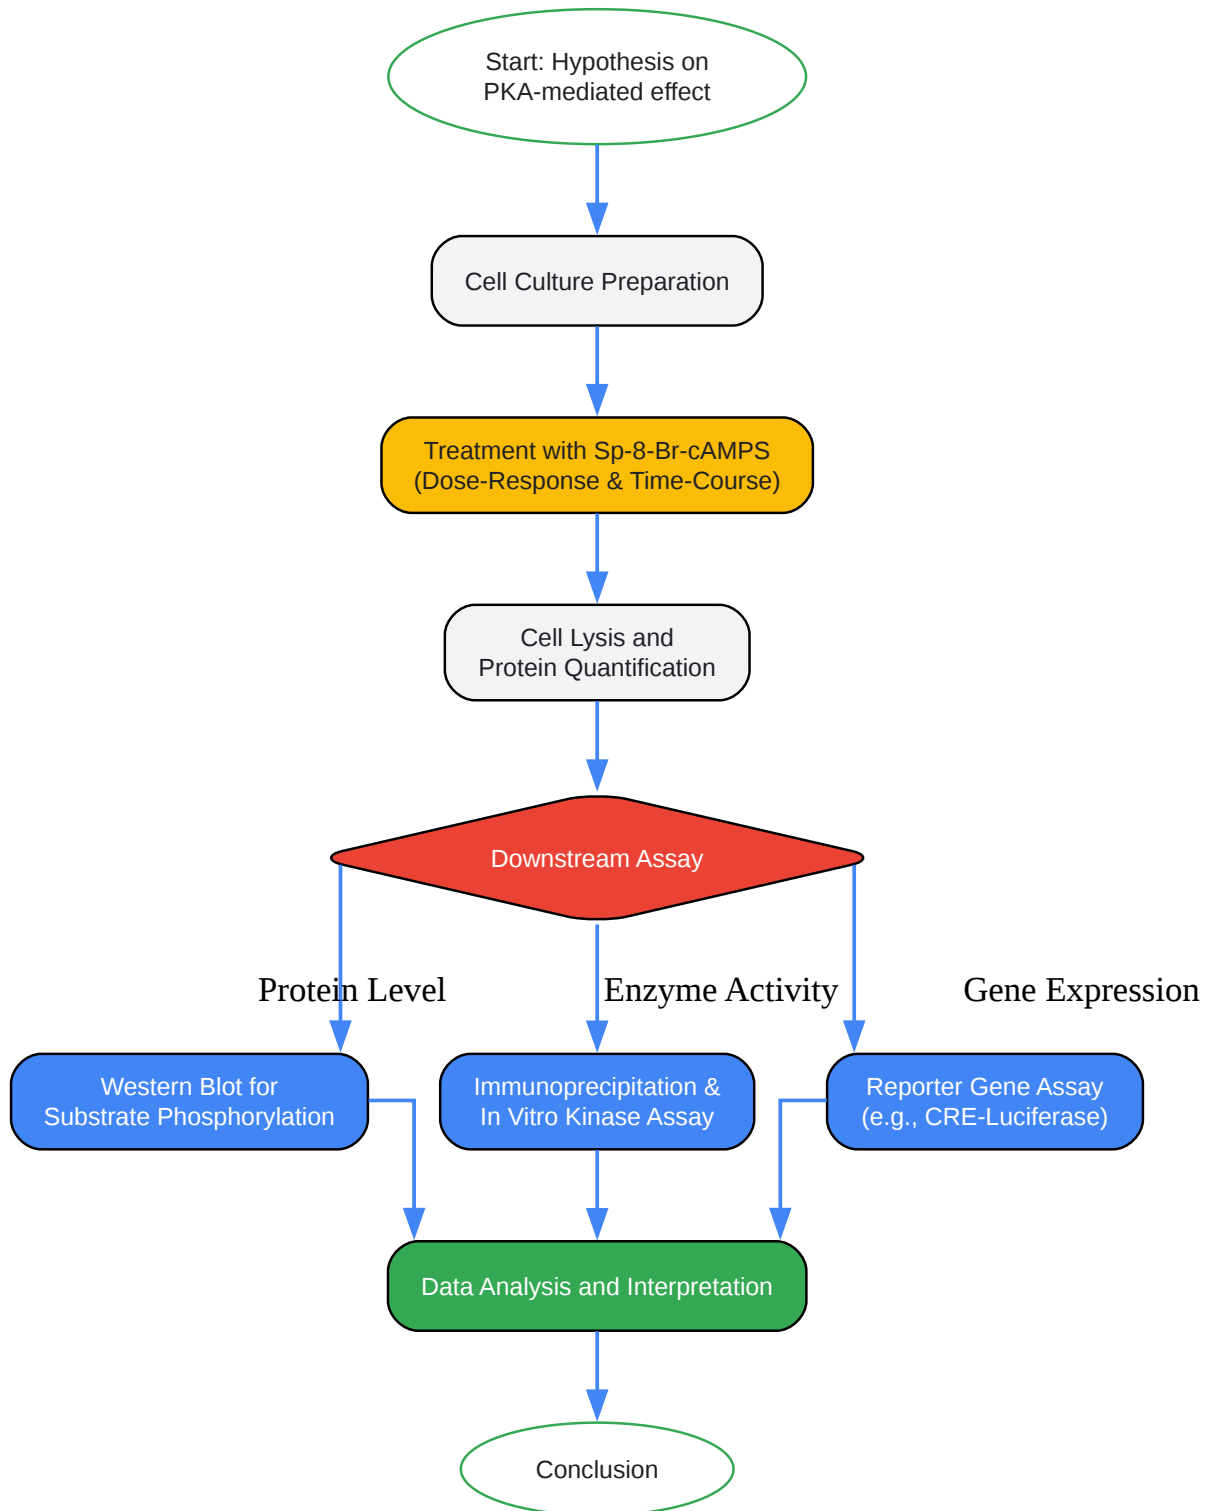 Start: Hypothesis on
PKA-mediated effect
Cell Culture Preparation
Treatment with Sp-8-Br-cAMPS
(Dose-Response & Time-Course)
Cell Lysis and
Protein Quantification
Downstream Assay
Protein Level
Enzyme Activity
Gene Expression
Western Blot for
Substrate Phosphorylation
Immunoprecipitation &
In Vitro Kinase Assay
Reporter Gene Assay
(e.g., CRE-Luciferase)
Data Analysis and Interpretation
Conclusion